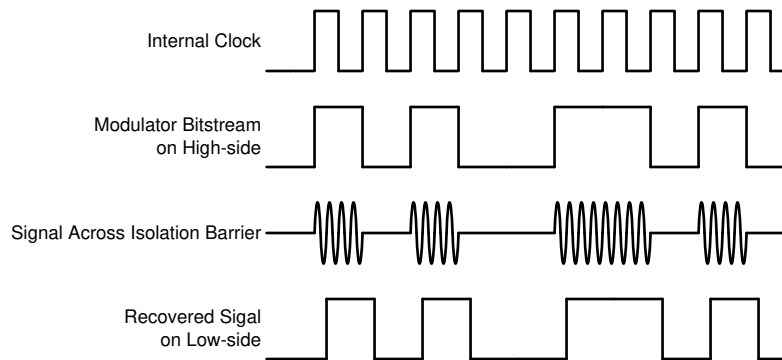 Internal Clock
Modulator Bitstream
on High-side
Signal Across Isolation Barrier
Recovered Sigal
on Low-side